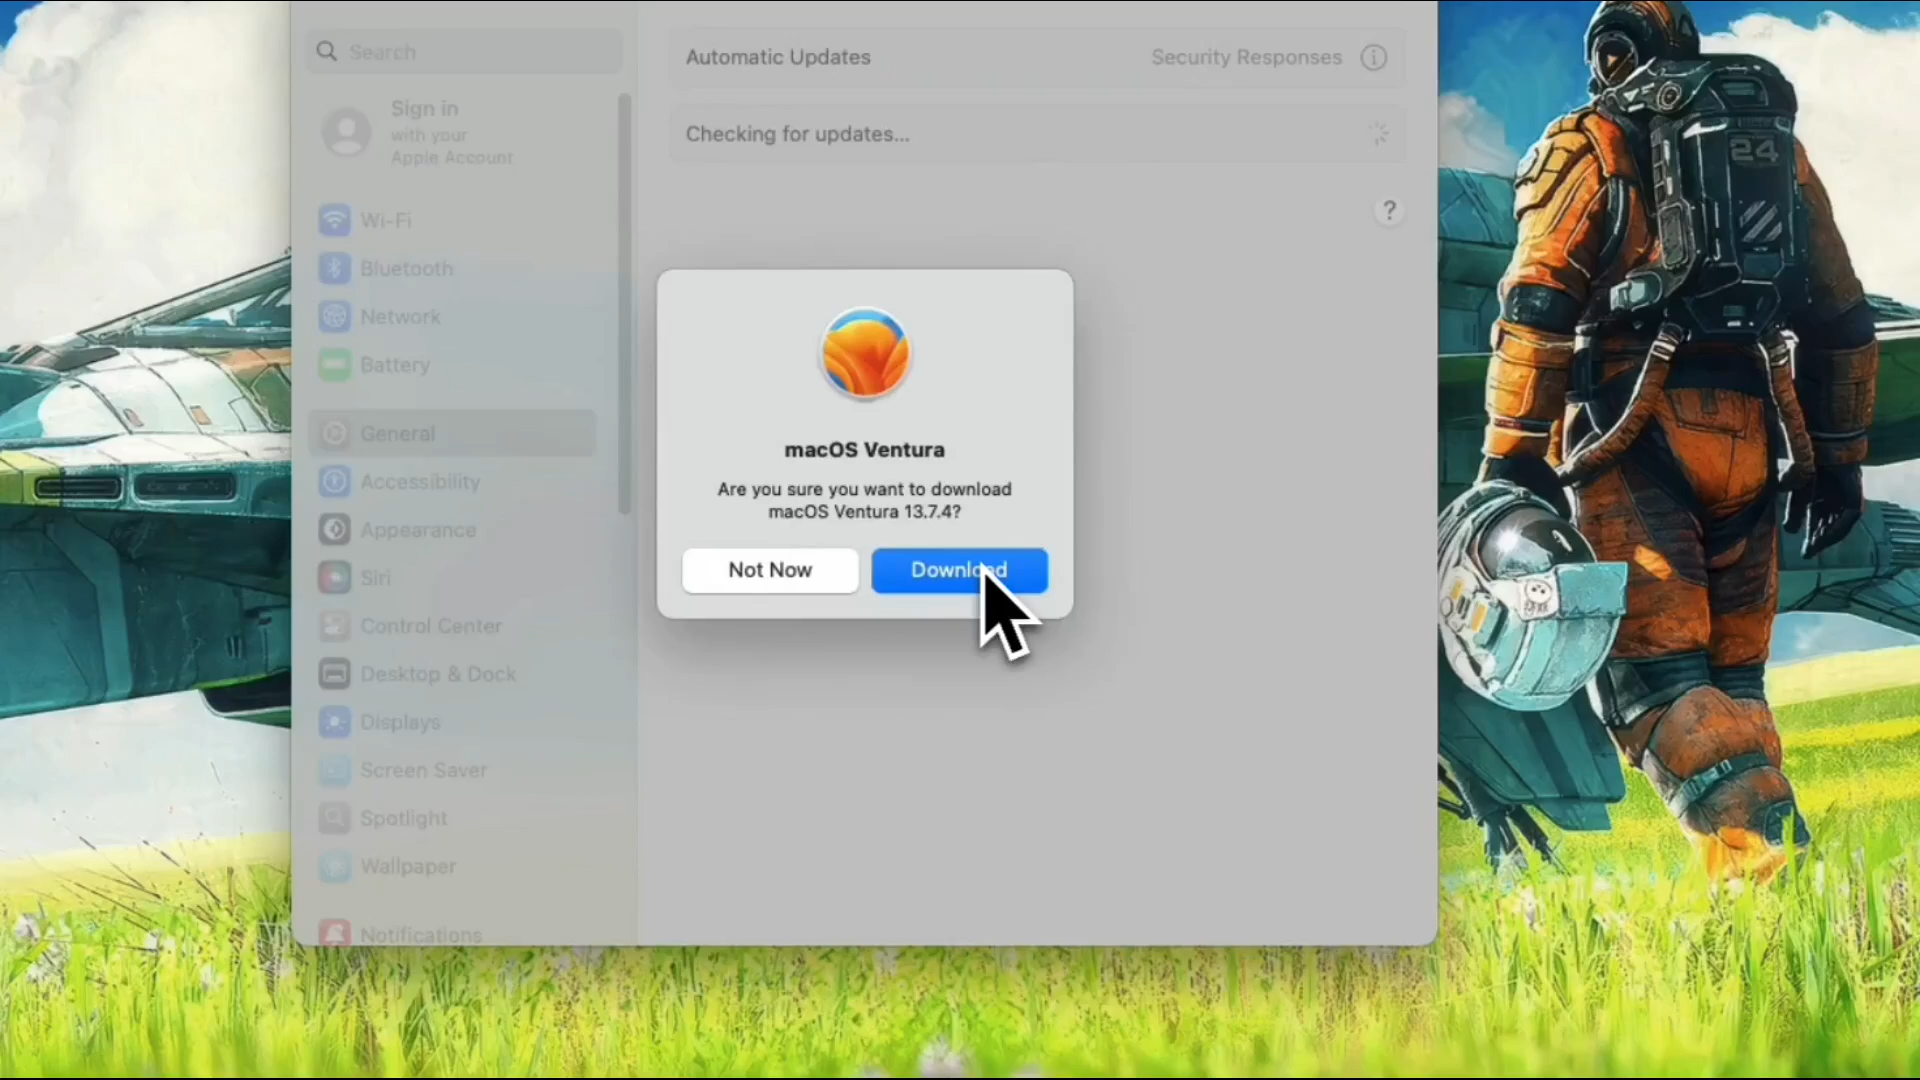 Search
Sign in
with your
Apple Account
Wi-Fi
Bluetooth
Network
Battery
General
Accessibility
Appearance
Siri
Control Center
Desktop & Dock
Displays
Screen Saver
Spotlight
Wallpaper
Notifications
Automatic Updates Security Responses
Checking for updates...
?
macOS Ventura
Are you sure you want to download
macOS Ventura 13.7.4?
Not Now Download
24